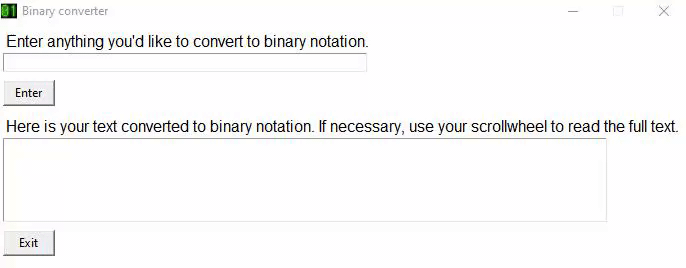 Binary converter
Enter anything you'd like to convert to binary notation.
Enter
Here is your text converted to binary notation. If necessary, use your scrollwheel to read the full text.
Exit